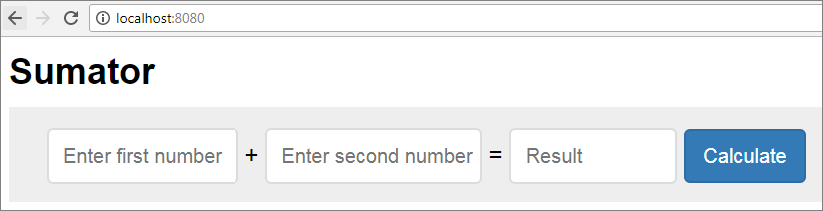 localhost:8080
Sumator
Enter first number + Enter second number = Result Calculate